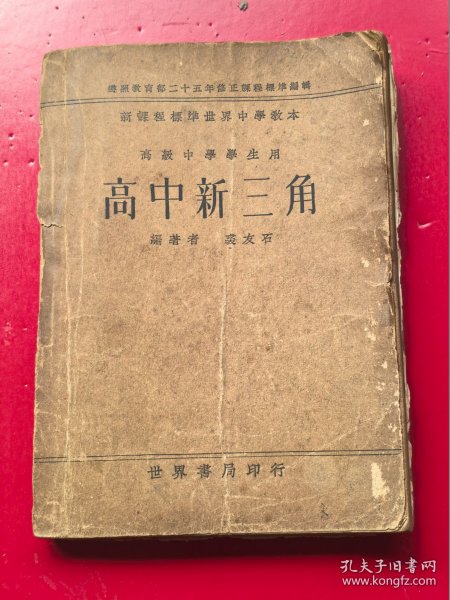 遵照教育部二十五年修正課程標準編輯
新課程標準世界中學教本
高級中學學生用
高中新三角
編著者 裘友石
世界書局印行
孔夫子旧书网
www.kongfz.com